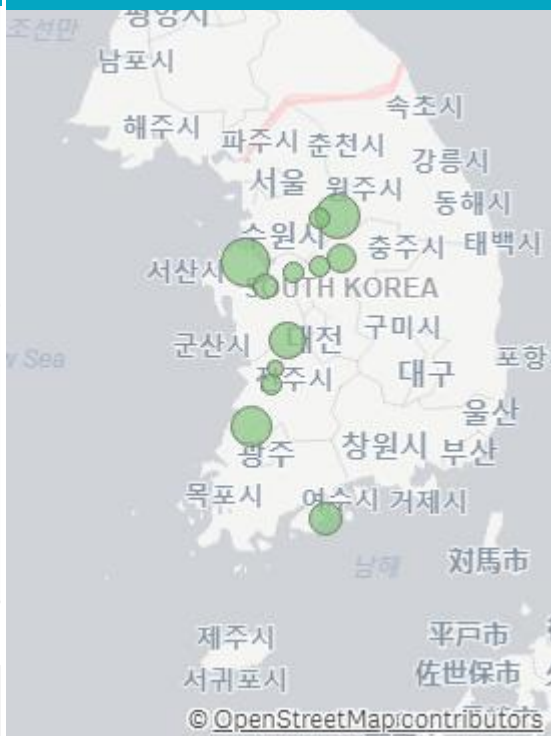 조선만
평양시
남포시
속초시
해주시
파주시 춘천시
강릉시
서울 원주시
동해시
수원시
충주시 태백시
서산시
SOUTH KOREA
군산시
대전
구미시
Sea
전주시
대구
포항
울산
광주
창원시 부산
목포시
여수시 거제시
남해
対馬市
제주시
平戸市
서귀포시
佐世保市
© OpenStreetMap contributors